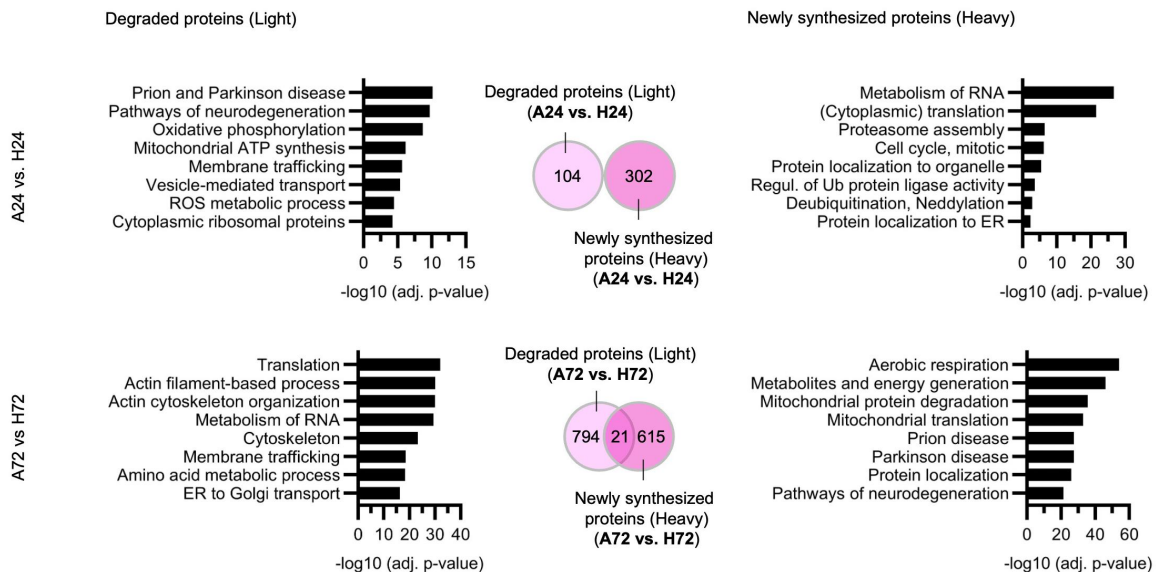 Degraded proteins (Light)
Newly synthesized proteins (Heavy)
A24 vs. H24
Prion and Parkinson disease
Pathways of neurodegeneration
Oxidative phosphorylation
Mitochondrial ATP synthesis
Membrane trafficking
Vesicle-mediated transport
ROS metabolic process
Cytoplasmic ribosomal proteins
0 5 10 15
-log10 (adj. p-value)
Degraded proteins (Light)
(A24 vs. H24)
104
302
Newly synthesized
proteins (Heavy)
(A24 vs. H24)
Metabolism of RNA
(Cytoplasmic) translation
Proteasome assembly
Cell cycle, mitotic
Protein localization to organelle
Regul. of Ub protein ligase activity
Deubiquitination, Neddylation
Protein localization to ER
0 10 20 30
-log10 (adj. p-value)
A72 vs H72
Translation
Actin filament-based process
Actin cytoskeleton organization
Metabolism of RNA
Cytoskeleton
Membrane trafficking
Amino acid metabolic process
ER to Golgi transport
0 10 20 30 40
-log10 (adj. p-value)
Degraded proteins (Light)
(A72 vs. H72)
794 21 615
Newly synthesized
proteins (Heavy)
(A72 vs. H72)
Aerobic respiration
Metabolites and energy generation
Mitochondrial protein degradation
Mitochondrial translation
Prion disease
Parkinson disease
Protein localization
Pathways of neurodegeneration
0 20 40 60
-log10 (adj. p-value)